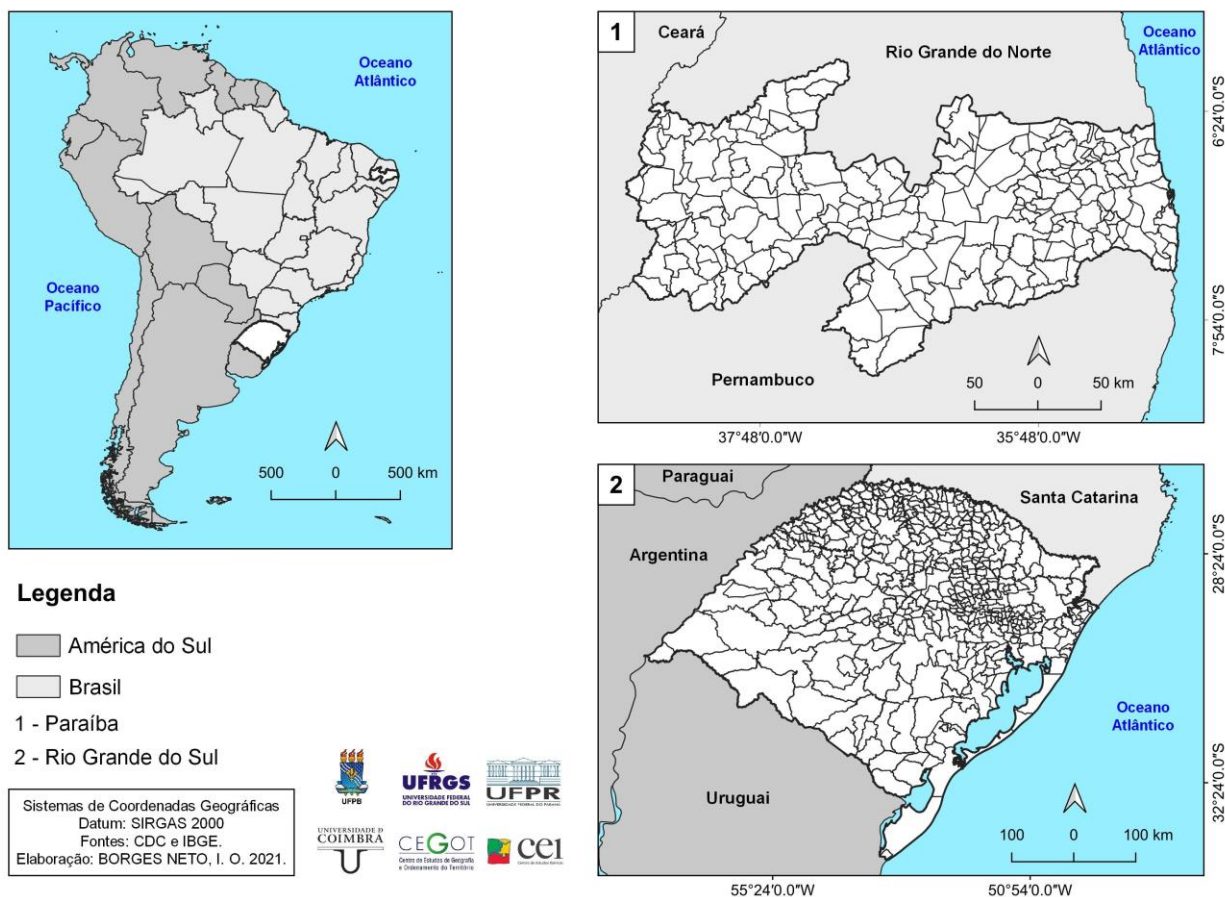 Oceano
Atlântico
Oceano
Pacífico
500 0 500 km
Legenda
América do Sul
Brasil
1 - Paraíba
2 - Rio Grande do Sul
Sistemas de Coordenadas Geográficas
Datum: SIRGAS 2000
Fontes: CDC e IBGE.
Elaboração: BORGES NETO, I. O. 2021.
UFPB
UFRGS
UNIVERSIDADE FEDERAL
DO RIO GRANDE DO SUL
UFPR
UNIVERSIDADE FEDERAL DO PARANÁ
UNIVERSIDADE D
COIMBRA
CEGOT
Centro de Estudos de Geografia
e Ordenamento do Território
cei
1
Ceará
Rio Grande do Norte
Oceano
Atlântico
Pernambuco
50 0 50 km
6°24'0.0"S
7°54'0.0"S
37°48'0.0"W
35°48'0.0"W
2
Paraguai
Santa Catarina
Argentina
Uruguai
Oceano
Atlântico
100 0 100 km
28°24'0.0"S
32°24'0.0"S
55°24'0.0"W
50°54'0.0"W